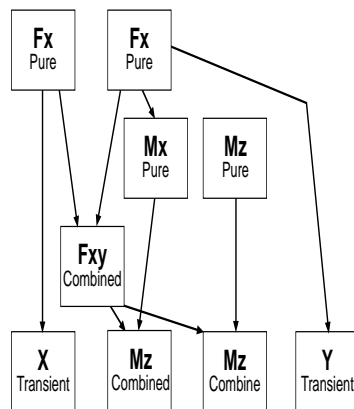 Fx Fx
Pure Pure
Mx Mz
Pure Pure
Fxy
Combined
X Mz Mz Y
Transient Combined Combine Transient